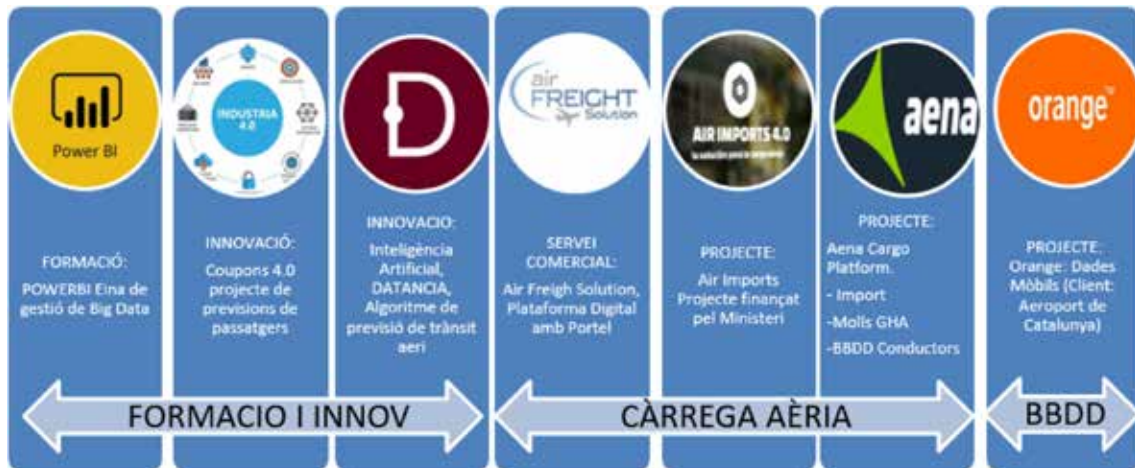 Power BI
FORMACIÓ:
POWERBI Eina de
gestió de Big Data
INDUSTRIA
4.0
INNOVACIÓ:
Coupons 4.0
projecte de
previsions de
passatgers
D
INNOVACIO:
Inteligència
Artificial,
DATANCIA,
Algoritme de
previsió de trànsit
aeri
air
FREIGHT
Solution
SERVEI
COMERCIAL:
Air Freigh Solution,
Plataforma Digital
amb Portel
AIR IMPORTS 4.0
PROJECTE:
Air Imports
Projecte finançat
pel Ministeri
aena
PROJECTE:
Aena Cargo
Platform.
- Import
-Molls GHA
-BBDD Conductors
orange™
PROJECTE:
Orange: Dades
Mòbils (Client:
Aeroport de
Catalunya)
FORMACIO I INNOV
CÀRREGA AÈRIA
BBDD